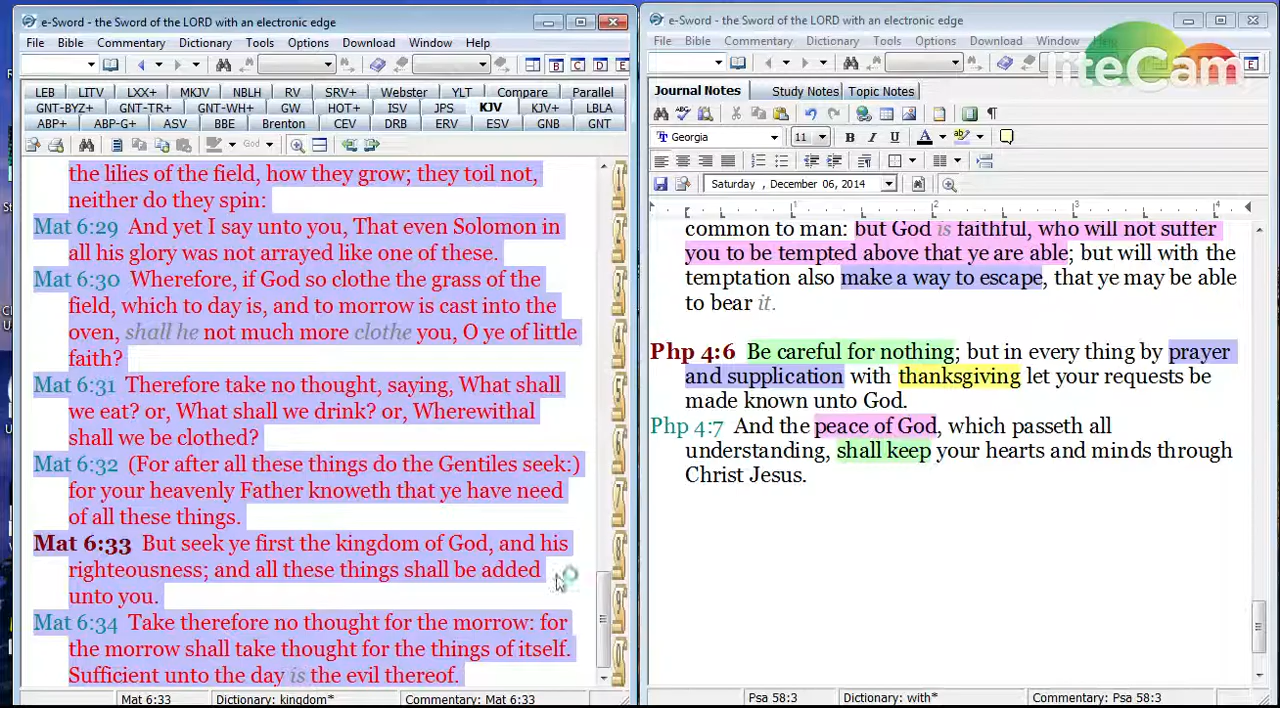 e-Sword - the Sword of the LORD with an electronic edge
File Bible Commentary Dictionary Tools Options Download Window Help
B C D E
LEB LITV LXX+ MKJV NBLH RV SRV+ Webster YLT Compare Parallel
GNT-BYZ+ GNT-TR+ GNT-WH+ GW HOT+ ISV JPS KJV KJV+ LBLA
ABP+ ABP-G+ ASV BBE Brenton CEV DRB ERV ESV GNB GNT
God
the lilies of the field, how they grow; they toil not,
neither do they spin:
Mat 6:29 And yet I say unto you, That even Solomon in
all his glory was not arrayed like one of these.
Mat 6:30 Wherefore, if God so clothe the grass of the
field, which to day is, and to morrow is cast into the
oven, shall he not much more clothe you, O ye of little
faith?
Mat 6:31 Therefore take no thought, saying, What shall
we eat? or, What shall we drink? or, Wherewithal
shall we be clothed?
Mat 6:32 (For after all these things do the Gentiles seek:)
for your heavenly Father knoweth that ye have need
of all these things.
Mat 6:33 But seek ye first the kingdom of God, and his
righteousness; and all these things shall be added
unto you.
Mat 6:34 Take therefore no thought for the morrow: for
the morrow shall take thought for the things of itself.
Sufficient unto the day is the evil thereof.
Mat 6:33 Dictionary: kingdom* Commentary: Mat 6:33
e-Sword - the Sword of the LORD with an electronic edge
File Bible Commentary Dictionary Tools Options Download Window Help
liteCam
E
Journal Notes Study Notes Topic Notes
Georgia 11 B I U A ab
Saturday , December 06, 2014
1 2 3 4
common to man: but God is faithful, who will not suffer
you to be tempted above that ye are able; but will with the
temptation also make a way to escape, that ye may be able
to bear it.
Php 4:6 Be careful for nothing; but in every thing by prayer
and supplication with thanksgiving let your requests be
made known unto God.
Php 4:7 And the peace of God, which passeth all
understanding, shall keep your hearts and minds through
Christ Jesus.
Psa 58:3 Dictionary: with* Commentary: Psa 58:3